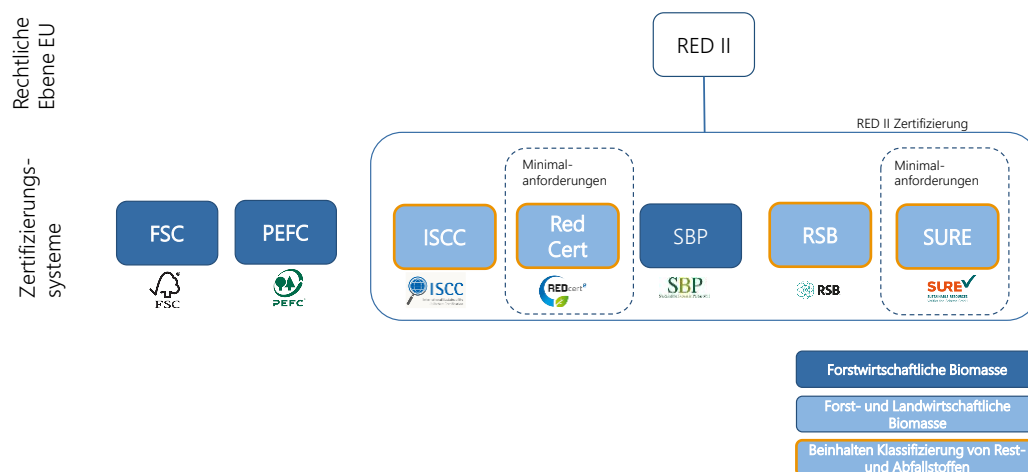 Rechtliche
Ebene EU
RED II
RED II Zertifizierung
Zertifizierungs-
systeme
Minimal-
anforderungen
Minimal-
anforderungen
FSC
PEFC
ISCC
Red
Cert
SBP
RSB
SURE
FSC
PEFC
ISCC
REDcert
SBP
RSB
SURE
SUSTAINABLE RESOURCES
Forstwirtschaftliche Biomasse
Forst- und Landwirtschaftliche
Biomasse
Beinhalten Klassifizierung von Rest-
und Abfallstoffen